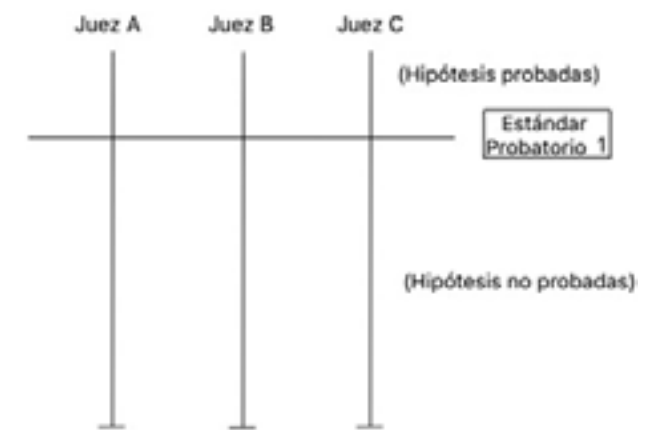 Juez A Juez B Juez C
(Hipótesis probadas)
Estándar
Probatorio 1
(Hipótesis no probadas)